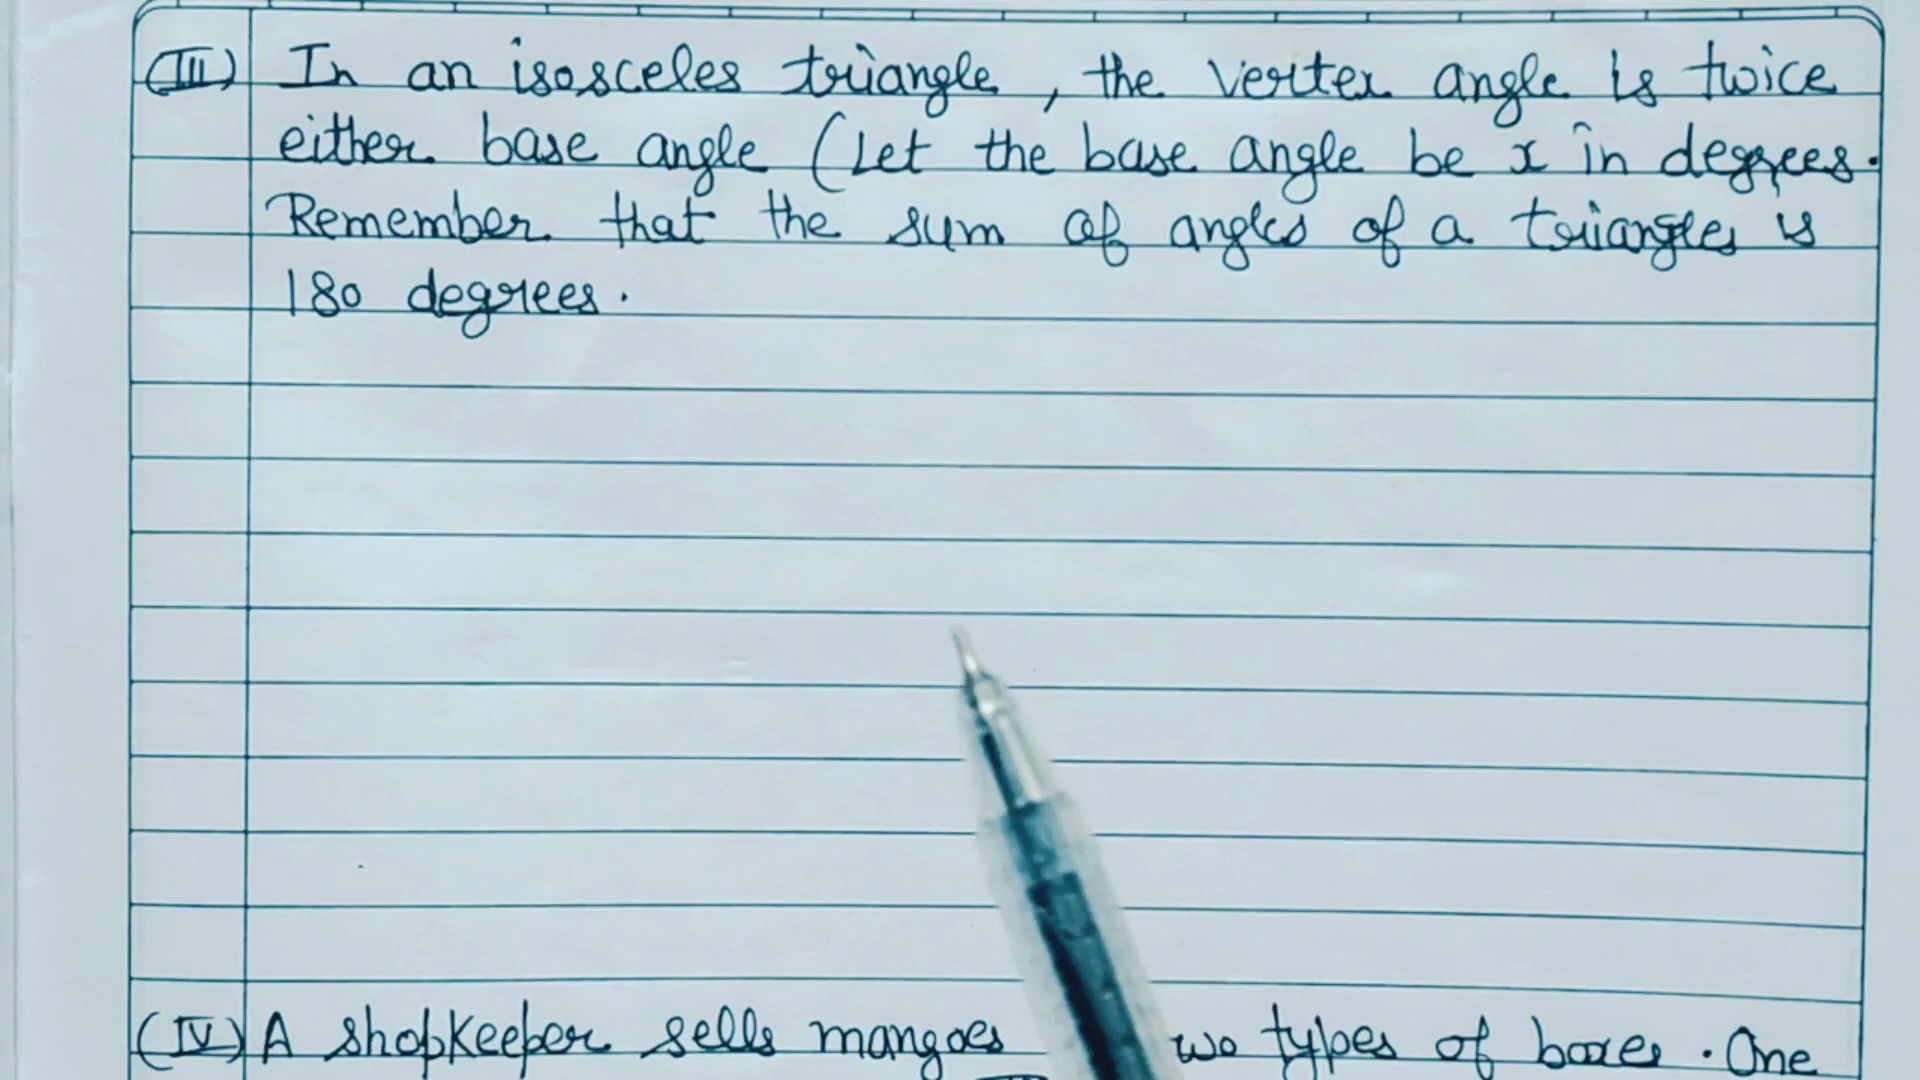 (III) In an isosceles triangle, the vertex angle is twice
either base angle (Let the base angle be x in degrees.
Remember that the sum of angles of a triangles is
180 degrees.
(IV) A shopkeeper sells mangoes two types of boxes. One